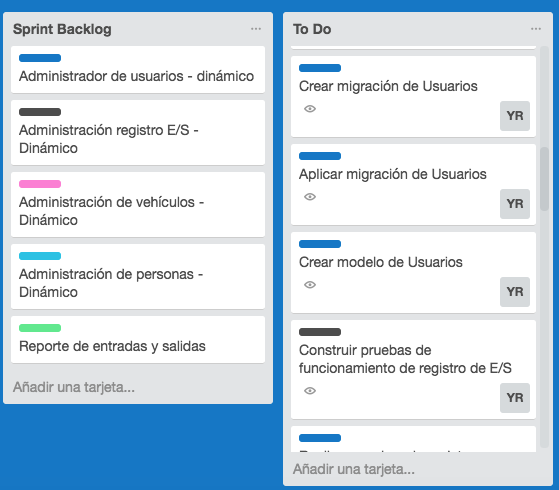 Sprint Backlog
Administrador de usuarios - dinámico
Administración registro E/S -
Dinámico
Administración de vehículos -
Dinámico
Administración de personas -
Dinámico
Reporte de entradas y salidas
Añadir una tarjeta...
To Do
Crear migración de Usuarios
YR
Aplicar migración de Usuarios
YR
Crear modelo de Usuarios
YR
Construir pruebas de
funcionamiento de registro de E/S
YR
Añadir una tarjeta...